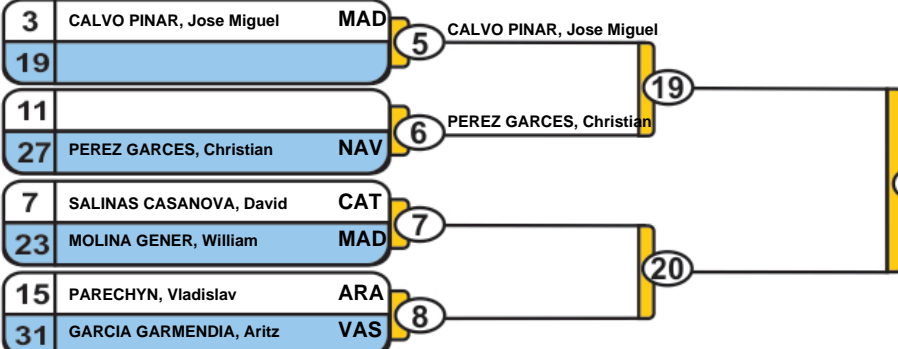 3 CALVO PINAR, Jose Miguel MAD
19
5 CALVO PINAR, Jose Miguel
19
11
27 PEREZ GARCES, Christian NAV
6 PEREZ GARCES, Christian
7 SALINAS CASANOVA, David CAT
23 MOLINA GENER, William MAD
7
20
15 PARECHYN, Vladislav ARA
31 GARCIA GARMENDIA, Aritz VAS
8